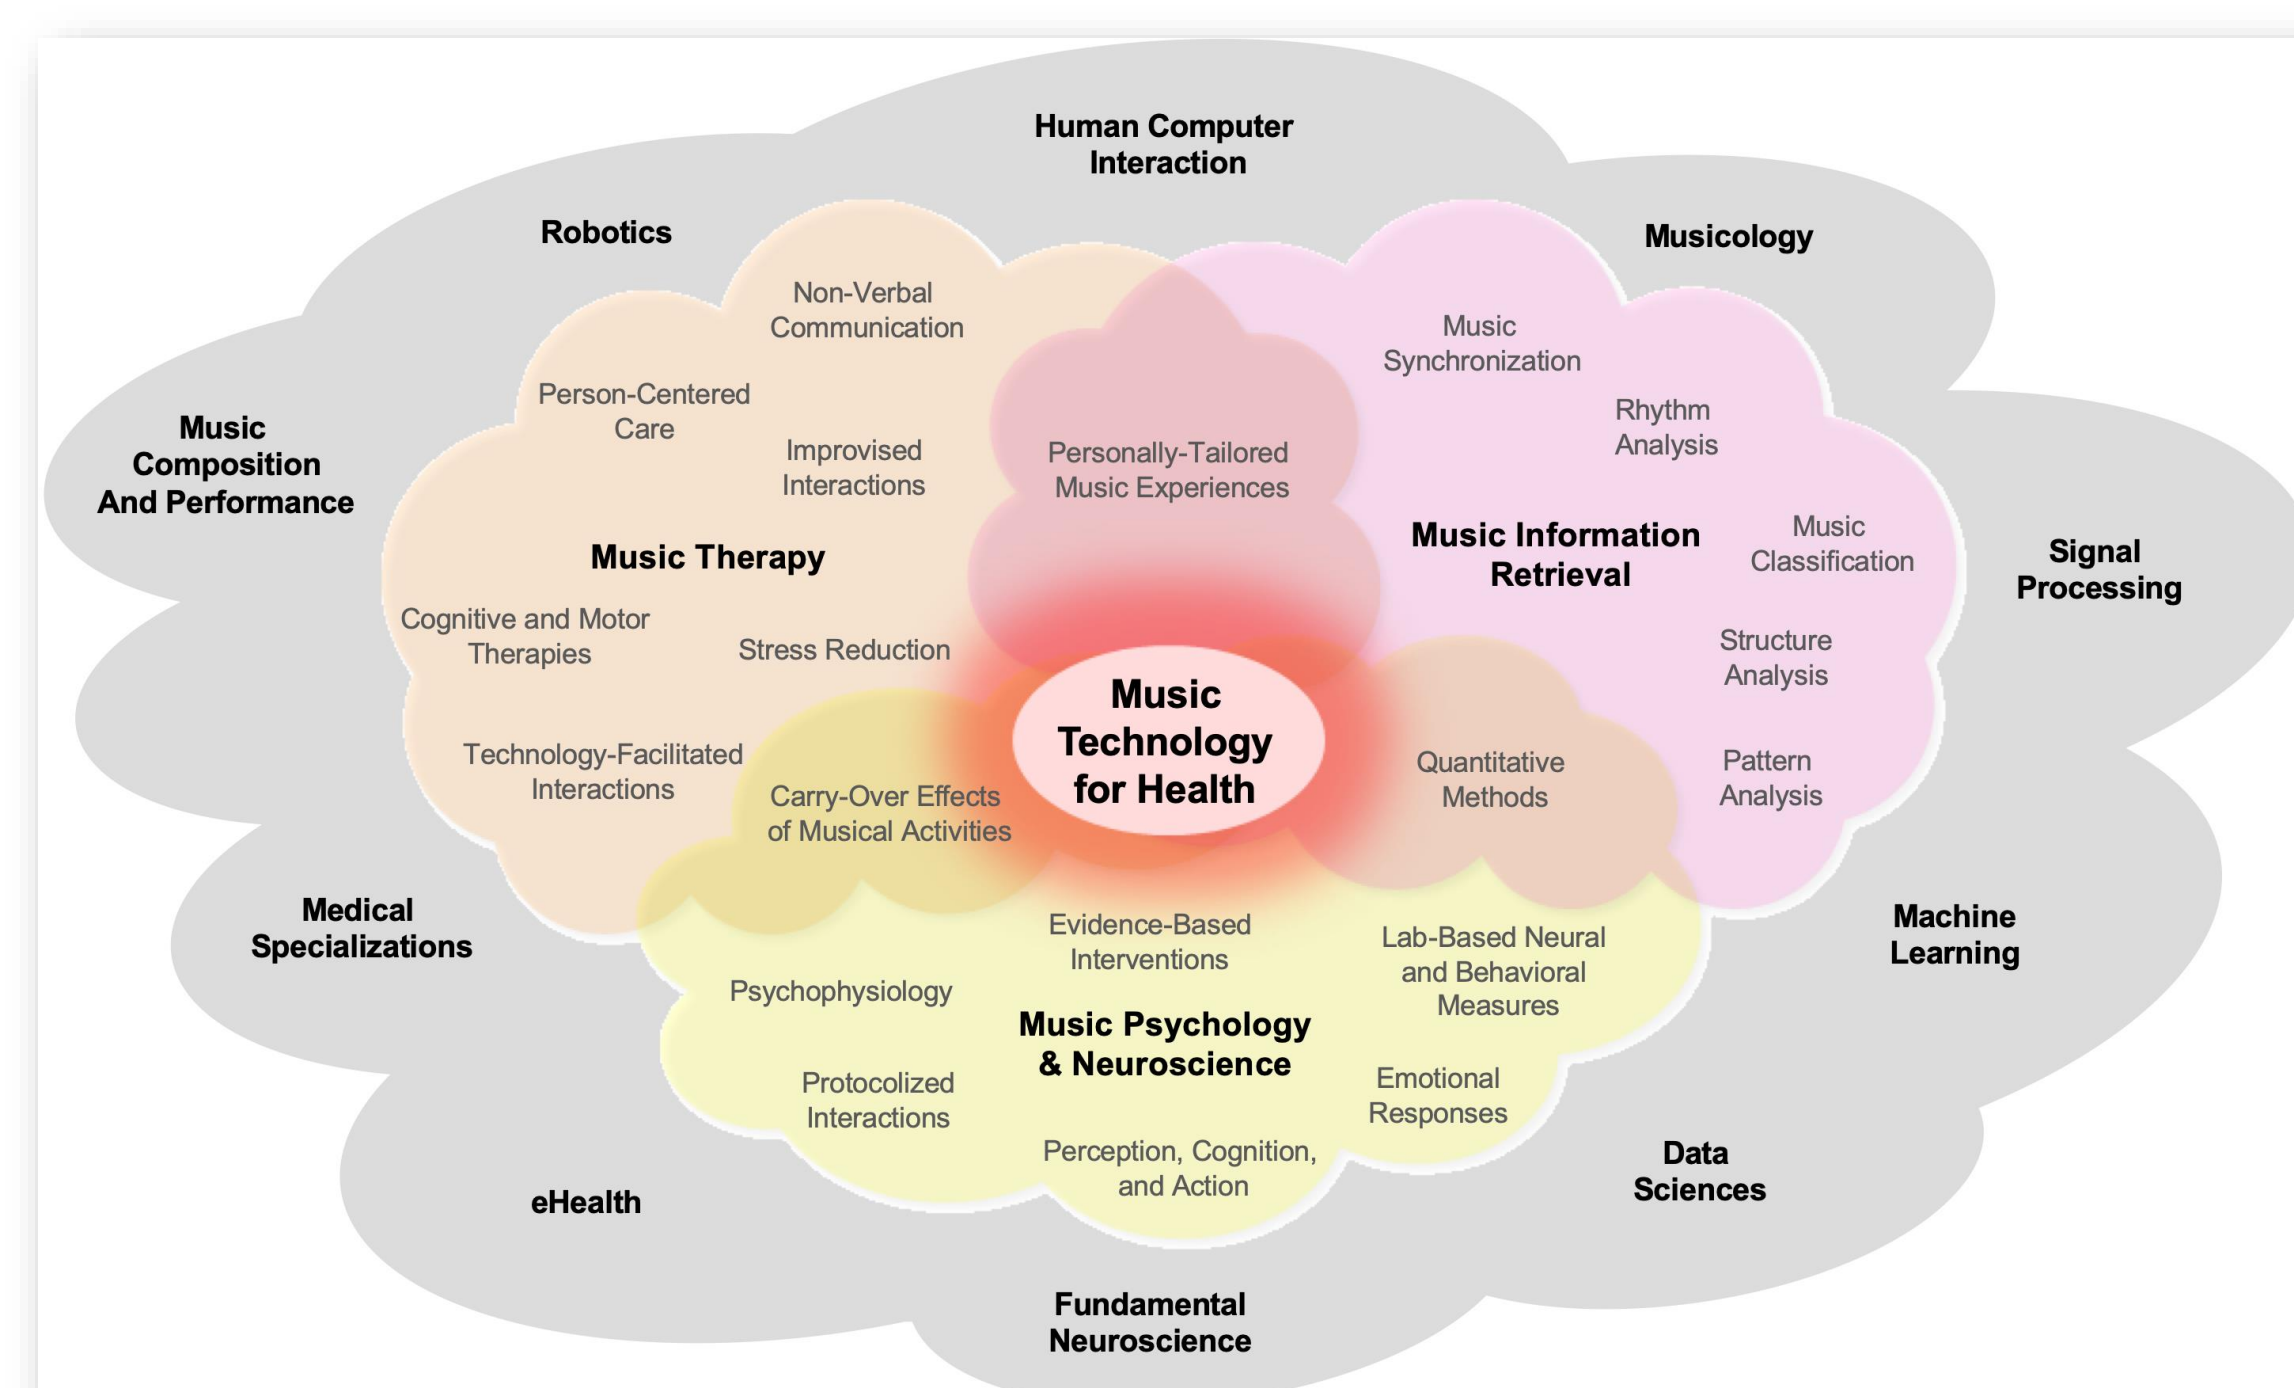 Human Computer
Interaction
Robotics
Musicology
Music
Composition
And Performance
Signal
Processing
Medical
Specializations
Machine
Learning
eHealth
Data
Sciences
Fundamental
Neuroscience
Non-Verbal
Communication
Person-Centered
Care
Improvised
Interactions
Music Therapy
Cognitive and Motor
Therapies
Stress Reduction
Technology-Facilitated
Interactions
Carry-Over Effects
of Musical Activities
Personally-Tailored
Music Experiences
Music
Synchronization
Rhythm
Analysis
Music Information
Retrieval
Music
Classification
Structure
Analysis
Pattern
Analysis
Quantitative
Methods
Music
Technology
for Health
Evidence-Based
Interventions
Lab-Based Neural
and Behavioral
Measures
Psychophysiology
Music Psychology
& Neuroscience
Protocolized
Interactions
Emotional
Responses
Perception, Cognition,
and Action